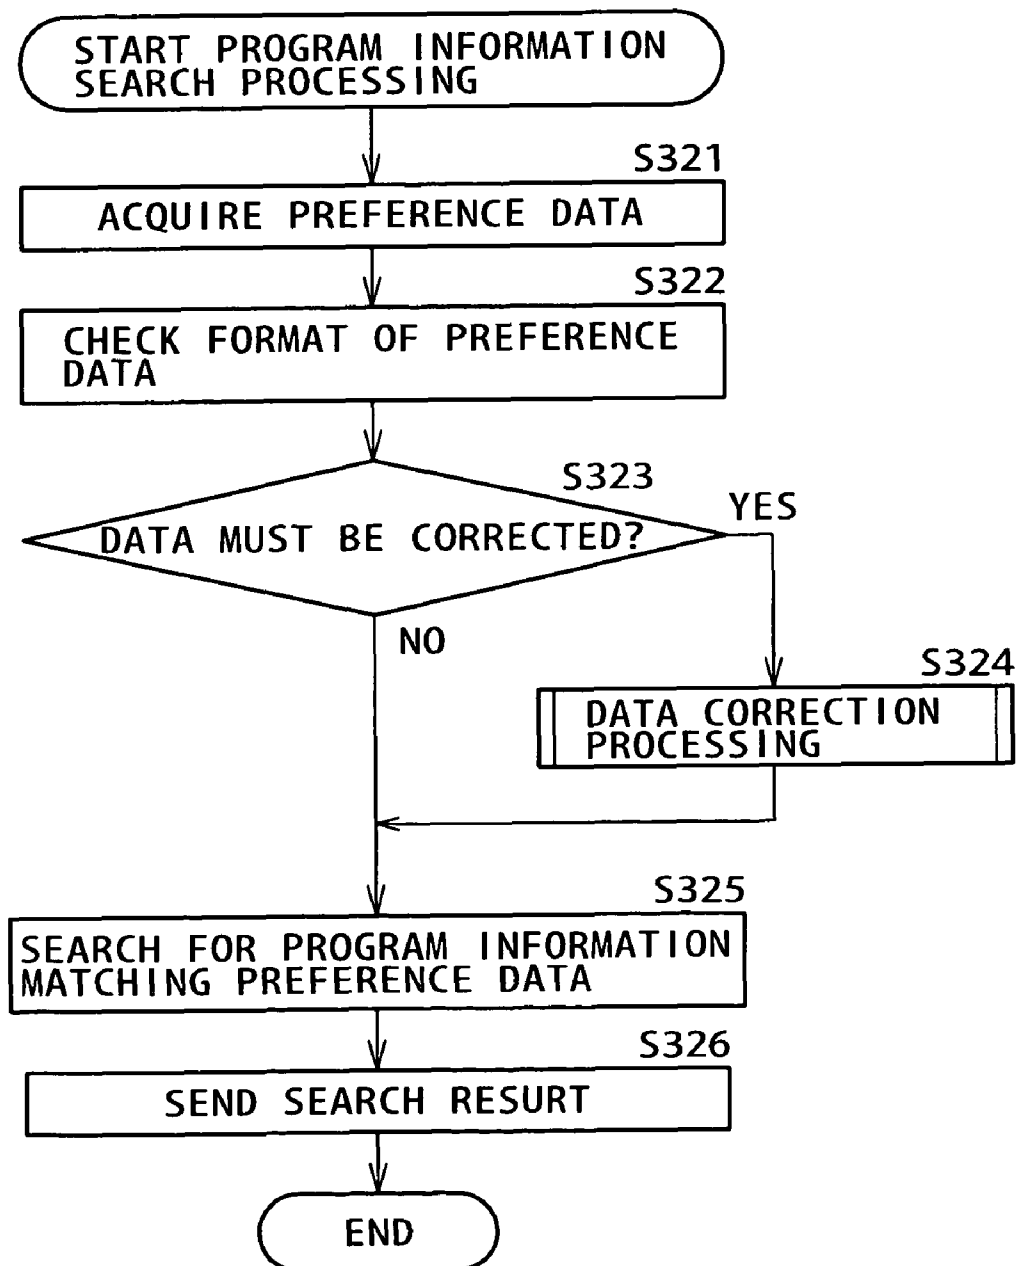 START PROGRAM INFORMATION
SEARCH PROCESSING
S321
ACQUIRE PREFERENCE DATA
S322
CHECK FORMAT OF PREFERENCE
DATA
S323
DATA MUST BE CORRECTED?
YES
NO
S324
DATA CORRECTION
PROCESSING
S325
SEARCH FOR PROGRAM INFORMATION
MATCHING PREFERENCE DATA
S326
SEND SEARCH RESURT
END